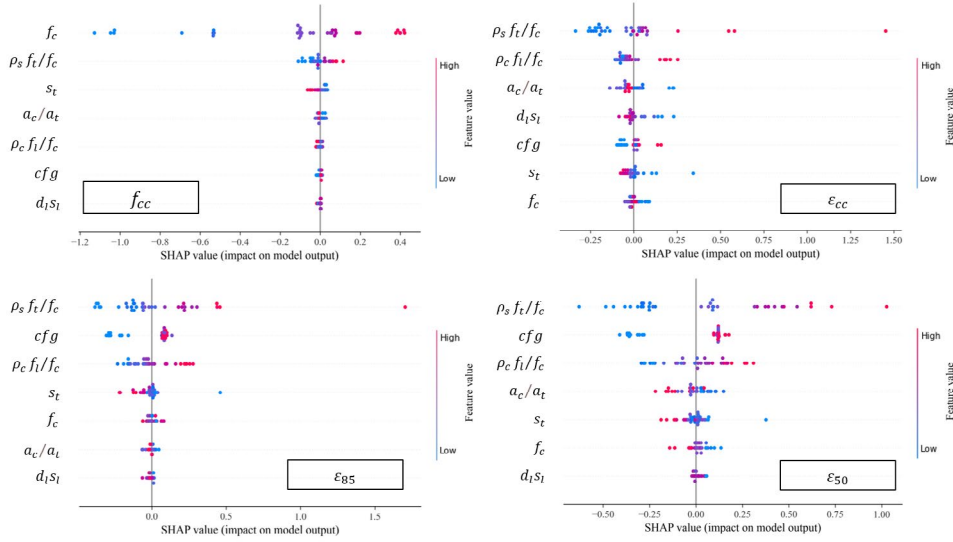 f_c
ρ_s f_t/f_c
s_t
a_c/a_t
ρ_c f_l/f_c
cfg
d_l s_l
High
Feature value
Low
f_cc
−1.2 −1.0 −0.8 −0.6 −0.4 −0.2 0.0 0.2 0.4
SHAP value (impact on model output)
ρ_s f_t/f_c
ρ_c f_l/f_c
a_c/a_t
d_l s_l
cfg
s_t
f_c
High
Feature value
Low
ε_cc
−0.25 0.00 0.25 0.50 0.75 1.00 1.25 1.50
SHAP value (impact on model output)
ρ_s f_t/f_c
cfg
ρ_c f_l/f_c
s_t
f_c
a_c/a_t
d_l s_l
High
Feature value
Low
ε_85
0.0 0.5 1.0 1.5
SHAP value (impact on model output)
ρ_s f_t/f_c
cfg
ρ_c f_l/f_c
a_c/a_t
s_t
f_c
d_l s_l
High
Feature value
Low
ε_50
−0.50 −0.25 0.00 0.25 0.50 0.75 1.00
SHAP value (impact on model output)